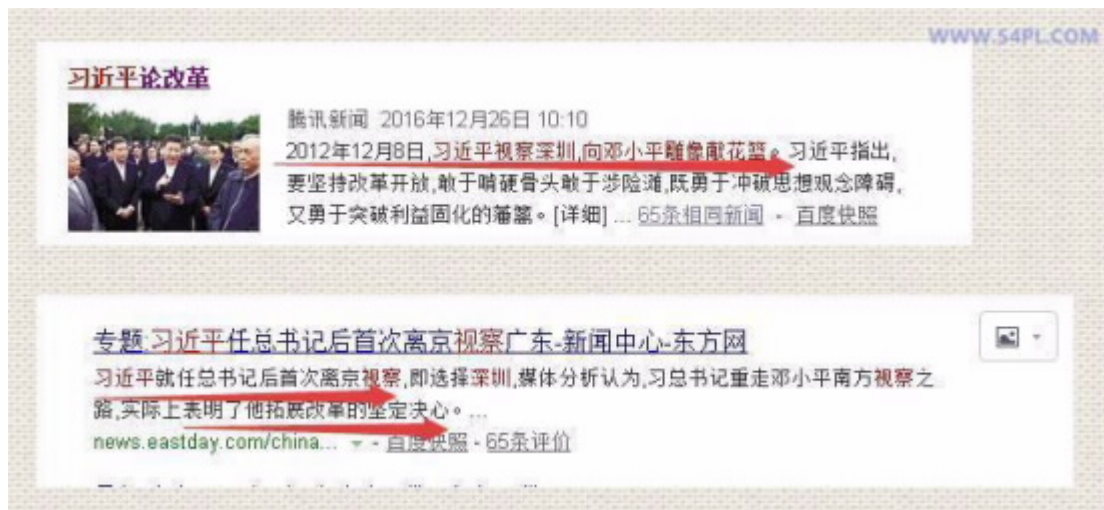 WWW.54PL.COM
习近平论改革
腾讯新闻 2016年12月26日 10:10
2012年12月8日,习近平视察深圳,向邓小平雕像献花篮。习近平指出,
要坚持改革开放,敢于啃硬骨头敢于涉险滩,既勇于冲破思想观念障碍,
又勇于突破利益固化的藩篱。[详细] ... 65条相同新闻 - 百度快照
专题:习近平任总书记后首次离京视察广东-新闻中心-东方网
习近平就任总书记后首次离京视察,即选择深圳,媒体分析认为,习总书记重走邓小平南方视察之
路,实际上表明了他拓展改革的坚定决心。...
news.eastday.com/china... - 百度快照 - 65条评价